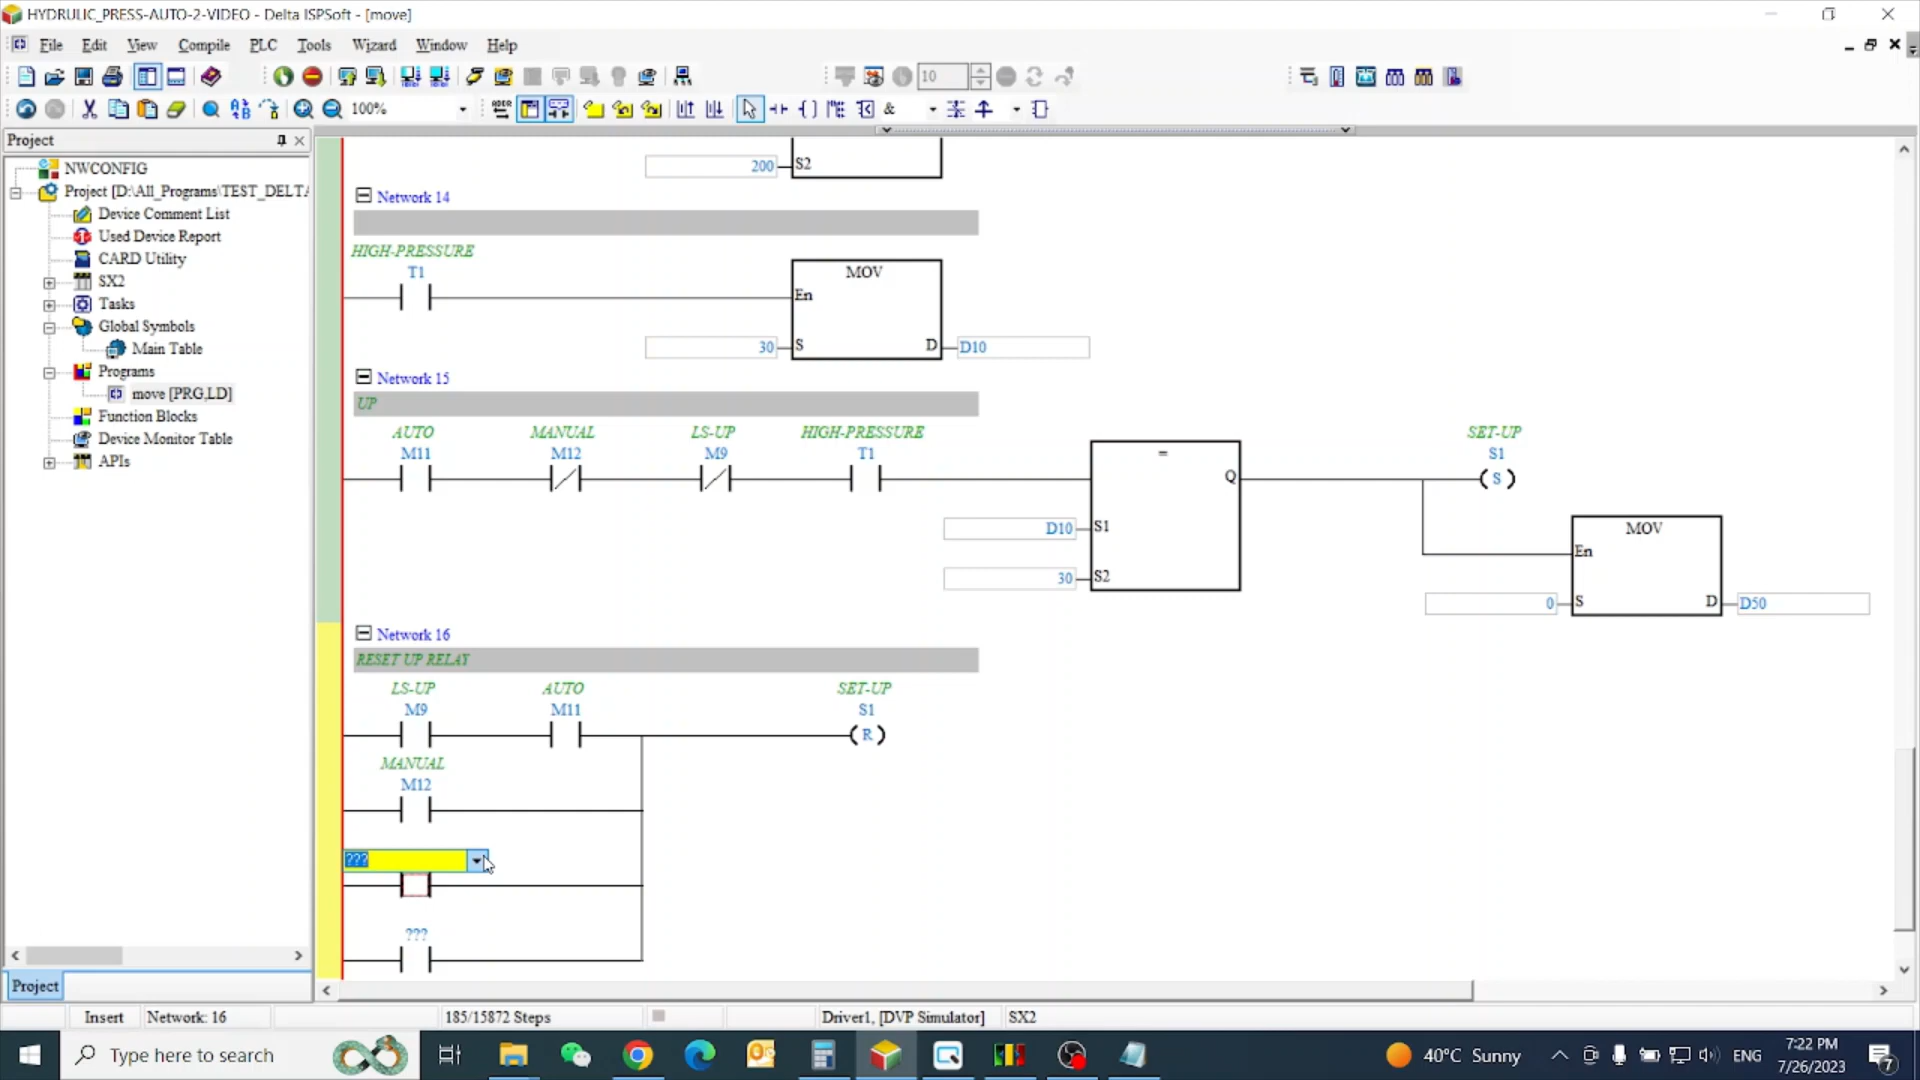 HYDRULIC_PRESS-AUTO-2-VIDEO - Delta ISPSoft - [move]
File Edit View Compile PLC Tools Wizard Window Help
10
100%
Project
NWCONFIG
Project [D:\All_Programs\TEST_DELTA
Device Comment List
Used Device Report
CARD Utility
SX2
Tasks
Global Symbols
Main Table
Programs
move [PRG,LD]
Function Blocks
Device Monitor Table
APIs
Project
200 S2
Network 14
HIGH-PRESSURE
T1
MOV
En
30 S D D10
Network 15
UP
AUTO MANUAL LS-UP HIGH-PRESSURE SET-UP
M11 M12 M9 T1 = S1
Q S
D10 S1
30 S2
MOV
En
0 S D D50
Network 16
RESET UP RELAY
LS-UP AUTO SET-UP
M9 M11 S1
R
MANUAL
M12
???
???
Insert Network: 16 185/15872 Steps Driver1, [DVP Simulator] SX2
Type here to search
40°C Sunny
ENG
7:22 PM
7/26/2023
7